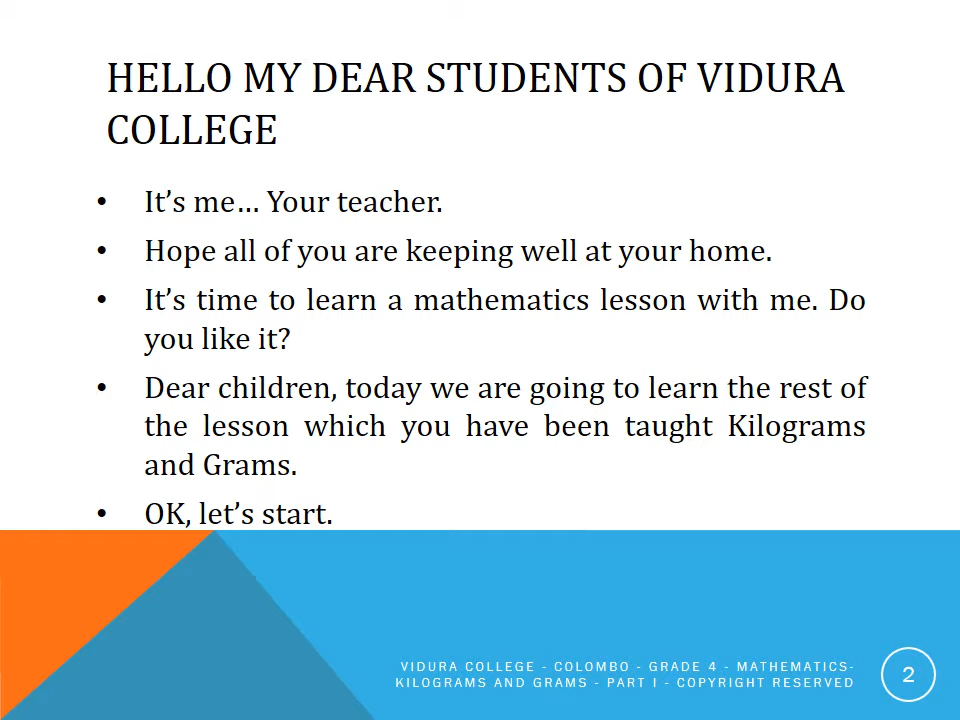 HELLO MY DEAR STUDENTS OF VIDURA
COLLEGE
• It’s me… Your teacher.
• Hope all of you are keeping well at your home.
• It’s time to learn a mathematics lesson with me. Do
you like it?
• Dear children, today we are going to learn the rest of
the lesson which you have been taught Kilograms
and Grams.
• OK, let’s start.
VIDURA COLLEGE - COLOMBO - GRADE 4 - MATHEMATICS-
KILOGRAMS AND GRAMS - PART I - COPYRIGHT RESERVED
2